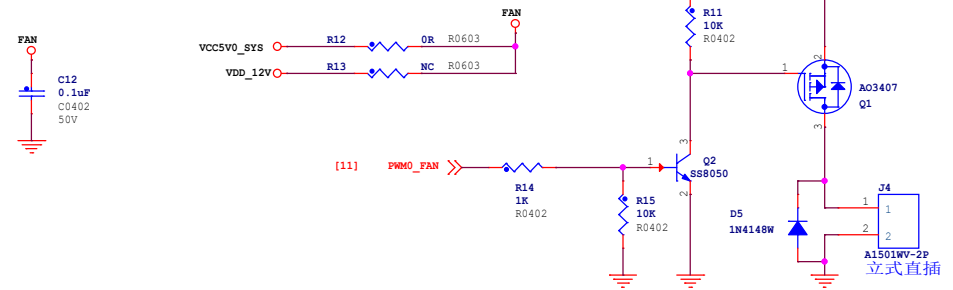 FAN
C12
0.1uF
C0402
50V
FAN
VCC5V0_SYS
R12
0R
R0603
VDD_12V
R13
NC
R0603
R11
10K
R0402
1
2
3
AO3407
Q1
[11]
PWM0_FAN
R14
1K
R0402
R15
10K
R0402
1
3
2
Q2
SS8050
D5
1N4148W
J4
1
1
2
2
A1501WV-2P
立式直插